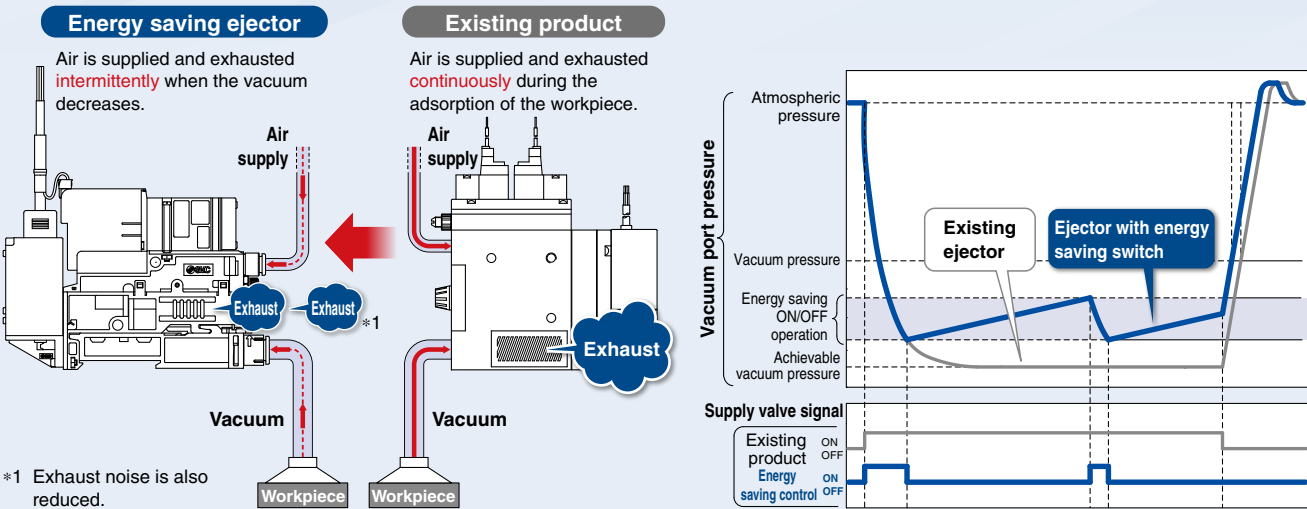 Energy saving ejector
Air is supplied and exhausted
intermittently when the vacuum
decreases.
Air
supply
SMC
Exhaust
Exhaust
*1
Vacuum
Workpiece
*1 Exhaust noise is also
reduced.
Existing product
Air is supplied and exhausted
continuously during the
adsorption of the workpiece.
Air
supply
Exhaust
Vacuum
Workpiece
Vacuum port pressure
Atmospheric
pressure
Vacuum pressure
Energy saving
ON/OFF
operation
Achievable
vacuum pressure
Existing
ejector
Ejector with energy
saving switch
Supply valve signal
Existing
product
ON
OFF
Energy
saving control
ON
OFF